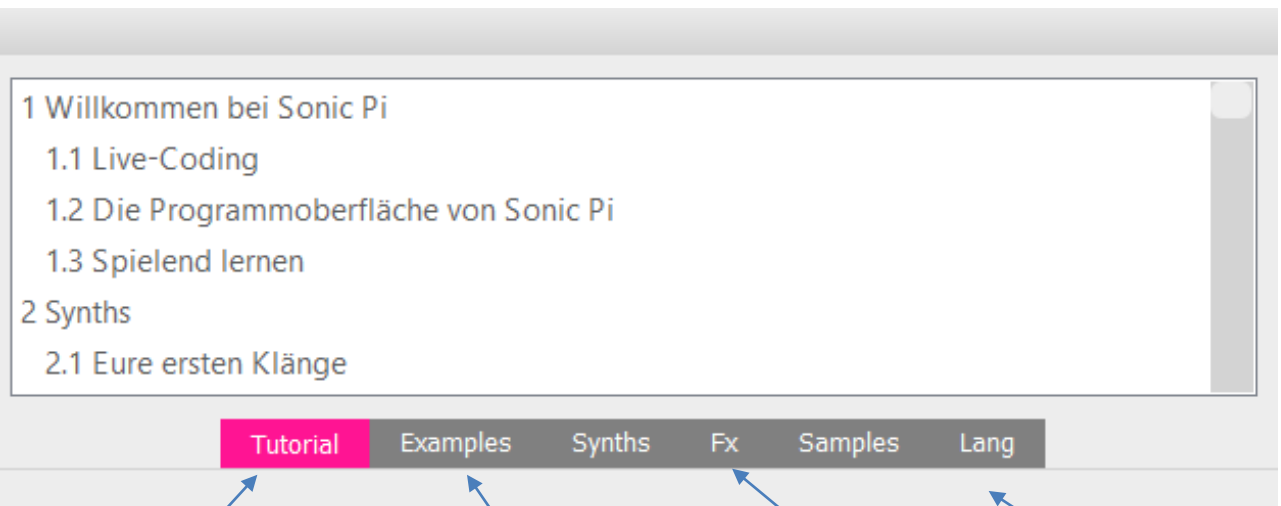 1 Willkommen bei Sonic Pi
1.1 Live-Coding
1.2 Die Programmoberfläche von Sonic Pi
1.3 Spielend lernen
2 Synths
2.1 Eure ersten Klänge
Tutorial Examples Synths Fx Samples Lang